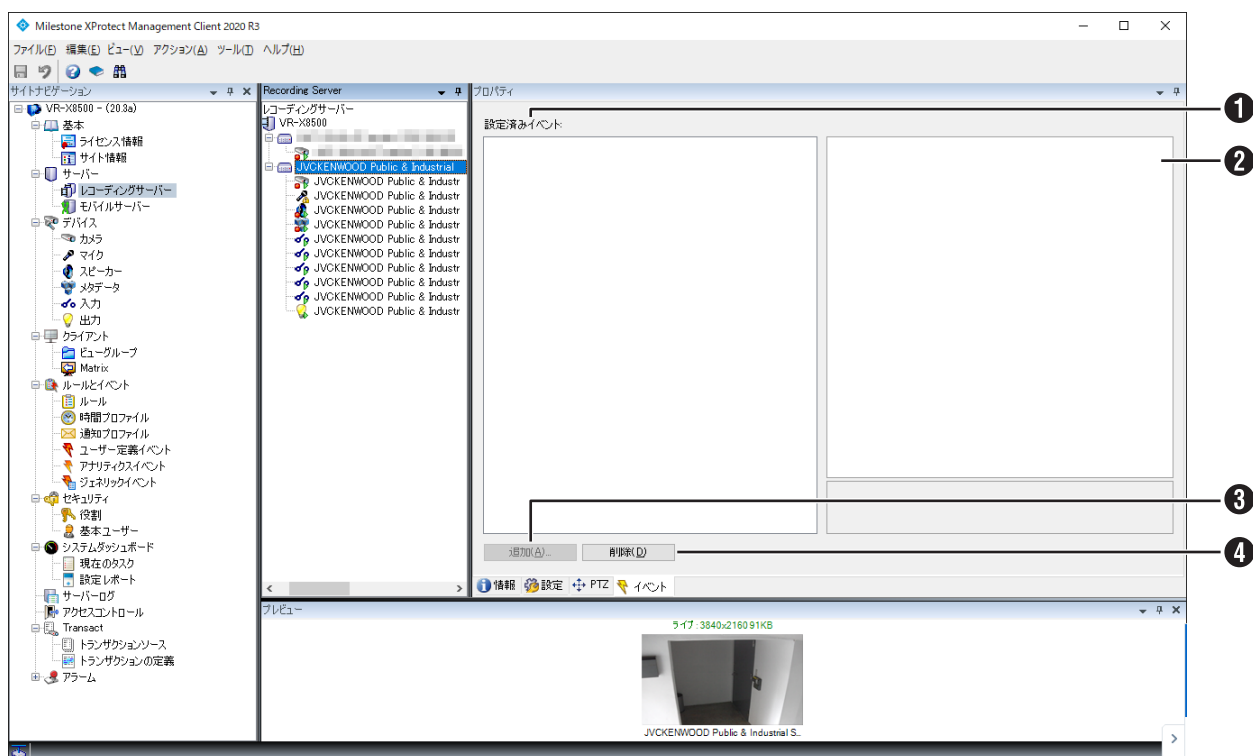 Milestone XProtect Management Client 2020 R3
ファイル(F) 編集(E) ビュー(V) アクション(A) ツール(T) ヘルプ(H)
サイトナビゲーション
VR-X8500 - (20.3a)
基本
ライセンス情報
サイト情報
サーバー
レコーディングサーバー
モバイルサーバー
デバイス
カメラ
マイク
スピーカー
メタデータ
入力
出力
クライアント
ビューグループ
Matrix
ルールとイベント
ルール
時間プロファイル
通知プロファイル
ユーザー定義イベント
アナリティクスイベント
ジェネリックイベント
セキュリティ
役割
基本ユーザー
システムダッシュボード
現在のタスク
設定レポート
サーバーログ
アクセスコントロール
Transact
トランザクションソース
トランザクションの定義
アラーム
Recording Server
レコーディングサーバー
VR-X8500
JVCKENWOOD Public & Industrial
JVCKENWOOD Public & Industr
JVCKENWOOD Public & Industr
JVCKENWOOD Public & Industr
JVCKENWOOD Public & Industr
JVCKENWOOD Public & Industr
JVCKENWOOD Public & Industr
JVCKENWOOD Public & Industr
JVCKENWOOD Public & Industr
JVCKENWOOD Public & Industr
JVCKENWOOD Public & Industr
プロパティ
設定済みイベント:
追加(A)...
削除(D)
情報 設定 PTZ イベント
プレビュー
ライブ : 3840x2160 91KB
JVCKENWOOD Public & Industrial S...
1
2
3
4